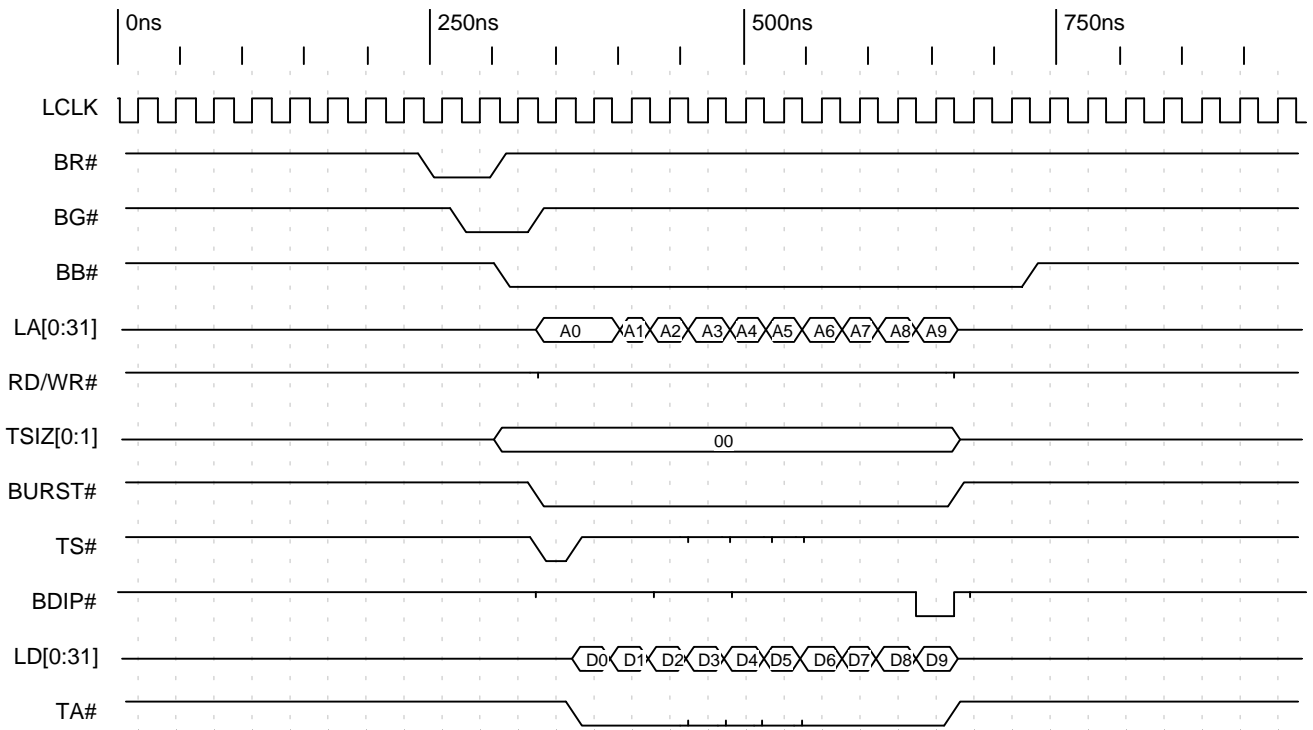 0ns 250ns 500ns 750ns
LCLK
BR#
BG#
BB#
LA[0:31] A0 A1 A2 A3 A4 A5 A6 A7 A8 A9
RD/WR#
TSIZ[0:1] 00
BURST#
TS#
BDIP#
LD[0:31] D0 D1 D2 D3 D4 D5 D6 D7 D8 D9
TA#